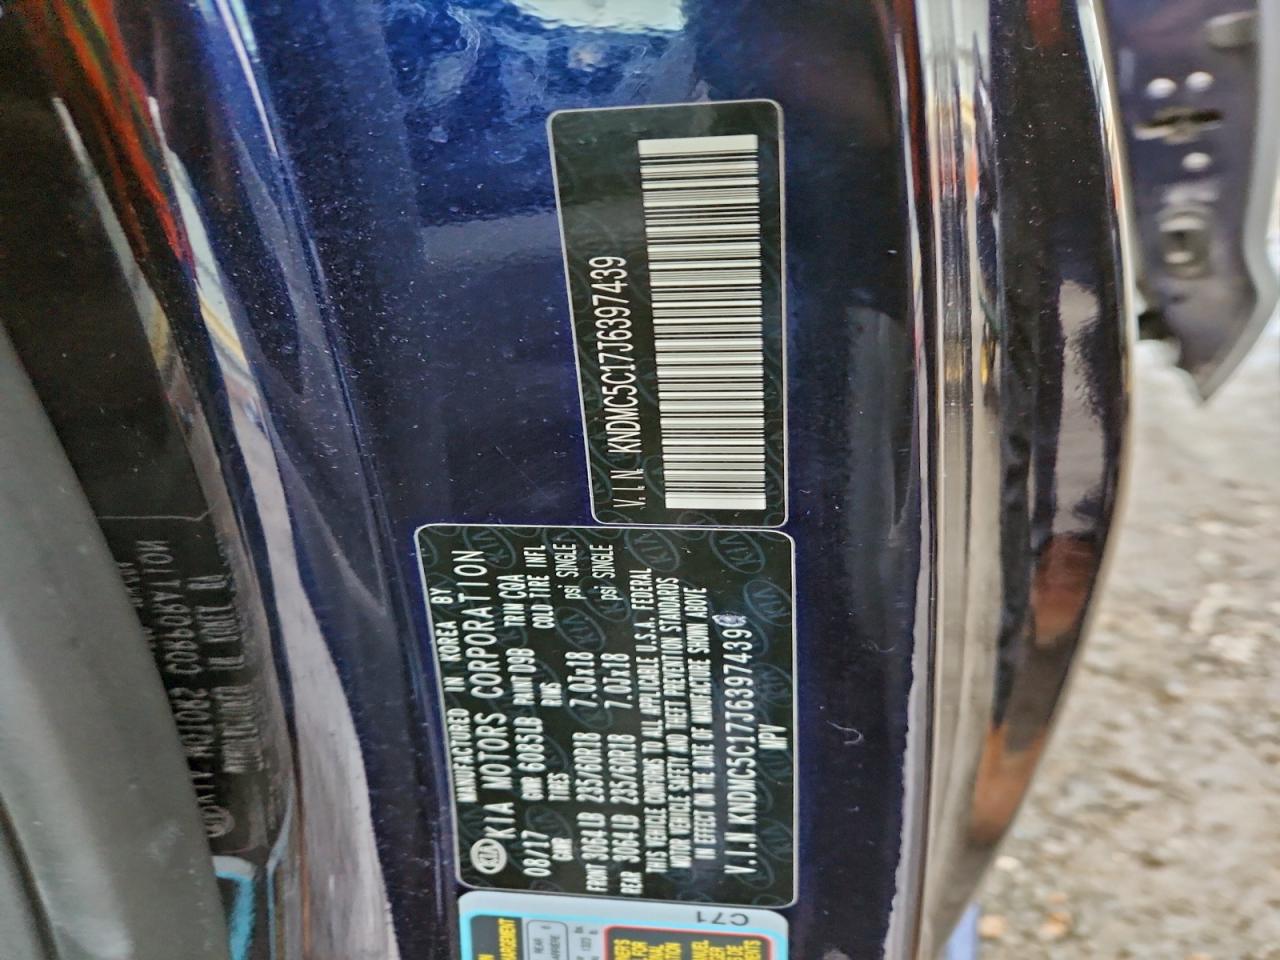 V.I.N. KNDMC5C17J6397439
MANUFACTURED IN KOREA BY
KIA KIA MOTORS CORPORATION
08/17 GVWR 6085LB PAINT D9B TRIM CQA
GAWR TIRES RIMS COLD TIRE INFL
FRONT 3064LB 235/60R18 7.0Jx18 psi SINGLE
REAR 3064LB 235/60R18 7.0Jx18 psi SINGLE
THIS VEHICLE CONFORMS TO ALL APPLICABLE U.S.A. FEDERAL
MOTOR VEHICLE SAFETY AND THEFT PREVENTION STANDARDS
IN EFFECT ON THE DATE OF MANUFACTURE SHOWN ABOVE
V.I.N KNDMC5C17J6397439
MPV
C71
REAR